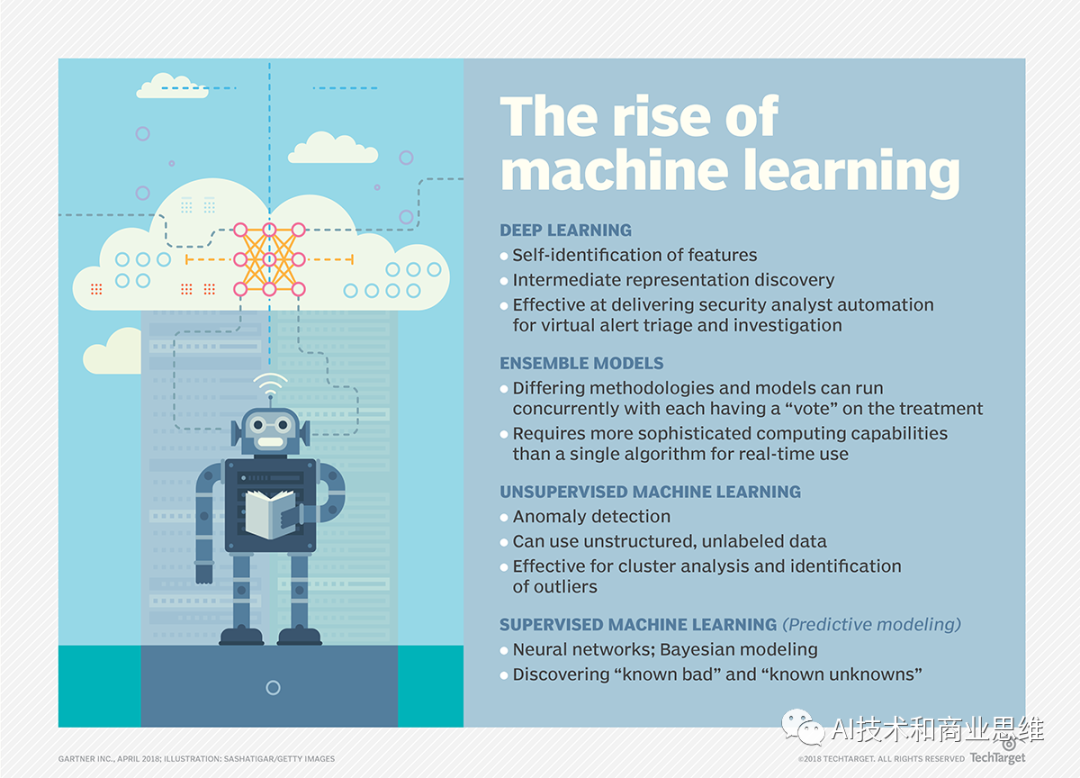 The rise of
machine learning
DEEP LEARNING
• Self-identification of features
• Intermediate representation discovery
• Effective at delivering security analyst automation
for virtual alert triage and investigation
ENSEMBLE MODELS
• Differing methodologies and models can run
concurrently with each having a “vote” on the treatment
• Requires more sophisticated computing capabilities
than a single algorithm for real-time use
UNSUPERVISED MACHINE LEARNING
• Anomaly detection
• Can use unstructured, unlabeled data
• Effective for cluster analysis and identification
of outliers
SUPERVISED MACHINE LEARNING (Predictive modeling)
• Neural networks; Bayesian modeling
• Discovering “known bad” and “known unknowns”
AI技术和商业思维
GARTNER INC., APRIL 2018; ILLUSTRATION: SASHATIGAR/GETTY IMAGES
©2018 TECHTARGET. ALL RIGHTS RESERVED TechTarget